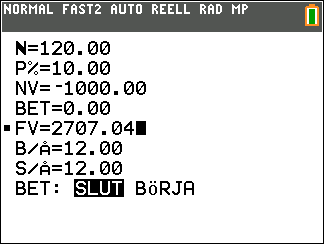 NORMAL FAST2 AUTO REELL RAD MP
N=120.00
P%=10.00
NV=-1000.00
BET=0.00
FV=2707.04
B/Å=12.00
S/Å=12.00
BET: SLUT BÖRJA